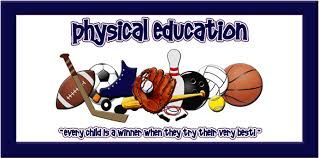 physical education
"every child is a winner when they try their very best!"